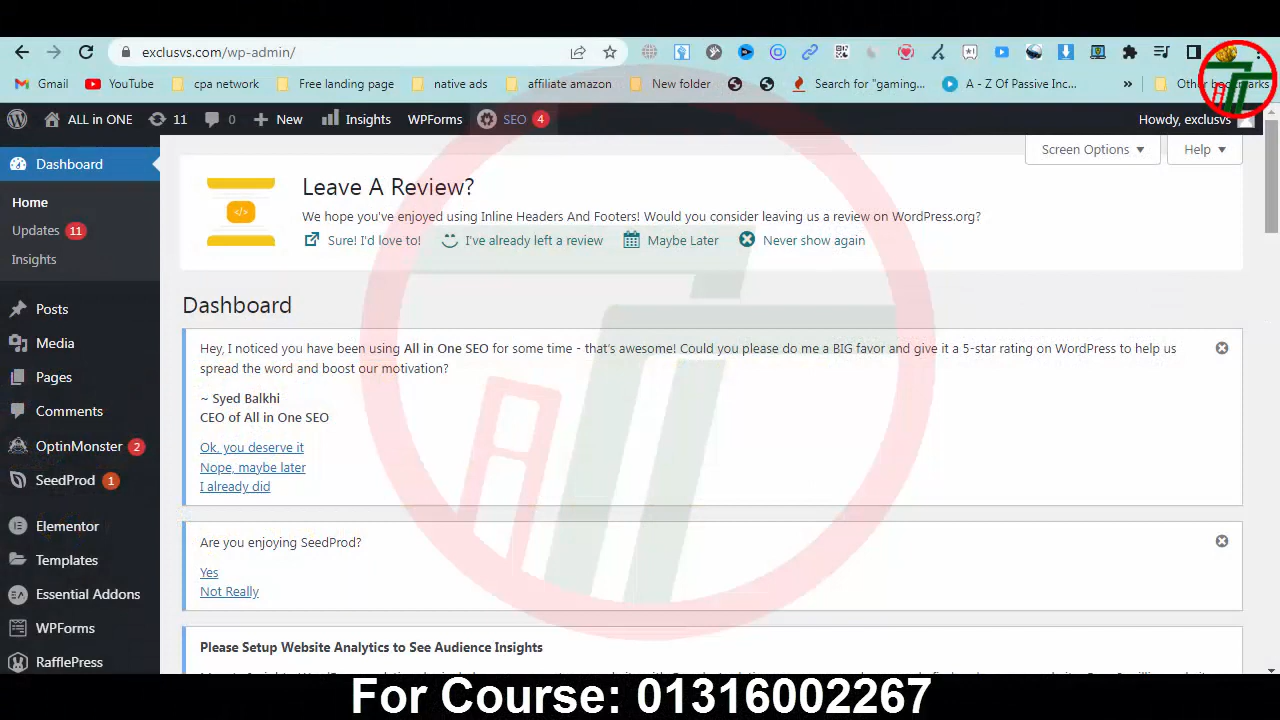 exclusvs.com/wp-admin/
Gmail YouTube cpa network Free landing page native ads affiliat amazon New folder Search for "gaming... A - Z Of Passive Inc... » Other bookmarks
ALL in ONE 11 0 New Insights WPForms SEO 4 Howdy, exclusvs
Screen Options Help
Dashboard
Home
Updates 11
Insights
Posts
Media
Pages
Comments
OptinMonster 2
SeedProd 1
Elementor
Templates
Essential Addons
WPForms
RafflePress
Leave A Review?
We hope you've enjoyed using Inline Headers And Footers! Would you consider leaving us a review on WordPress.org?
Sure! I'd love to! I've already left a review Maybe Later Never show again
Dashboard
Hey, I noticed you have been using All in One SEO for some time - that's awesome! Could you please do me a BIG favor and give it a 5-star rating on WordPress to help us
spread the word and boost our motivation?
~ Syed Balkhi
CEO of All in One SEO
Ok, you deserve it
Nope, maybe later
I already did
Are you enjoying SeedProd?
Yes
Not Really
Please Setup Website Analytics to See Audience Insights
For Course: 01316002267